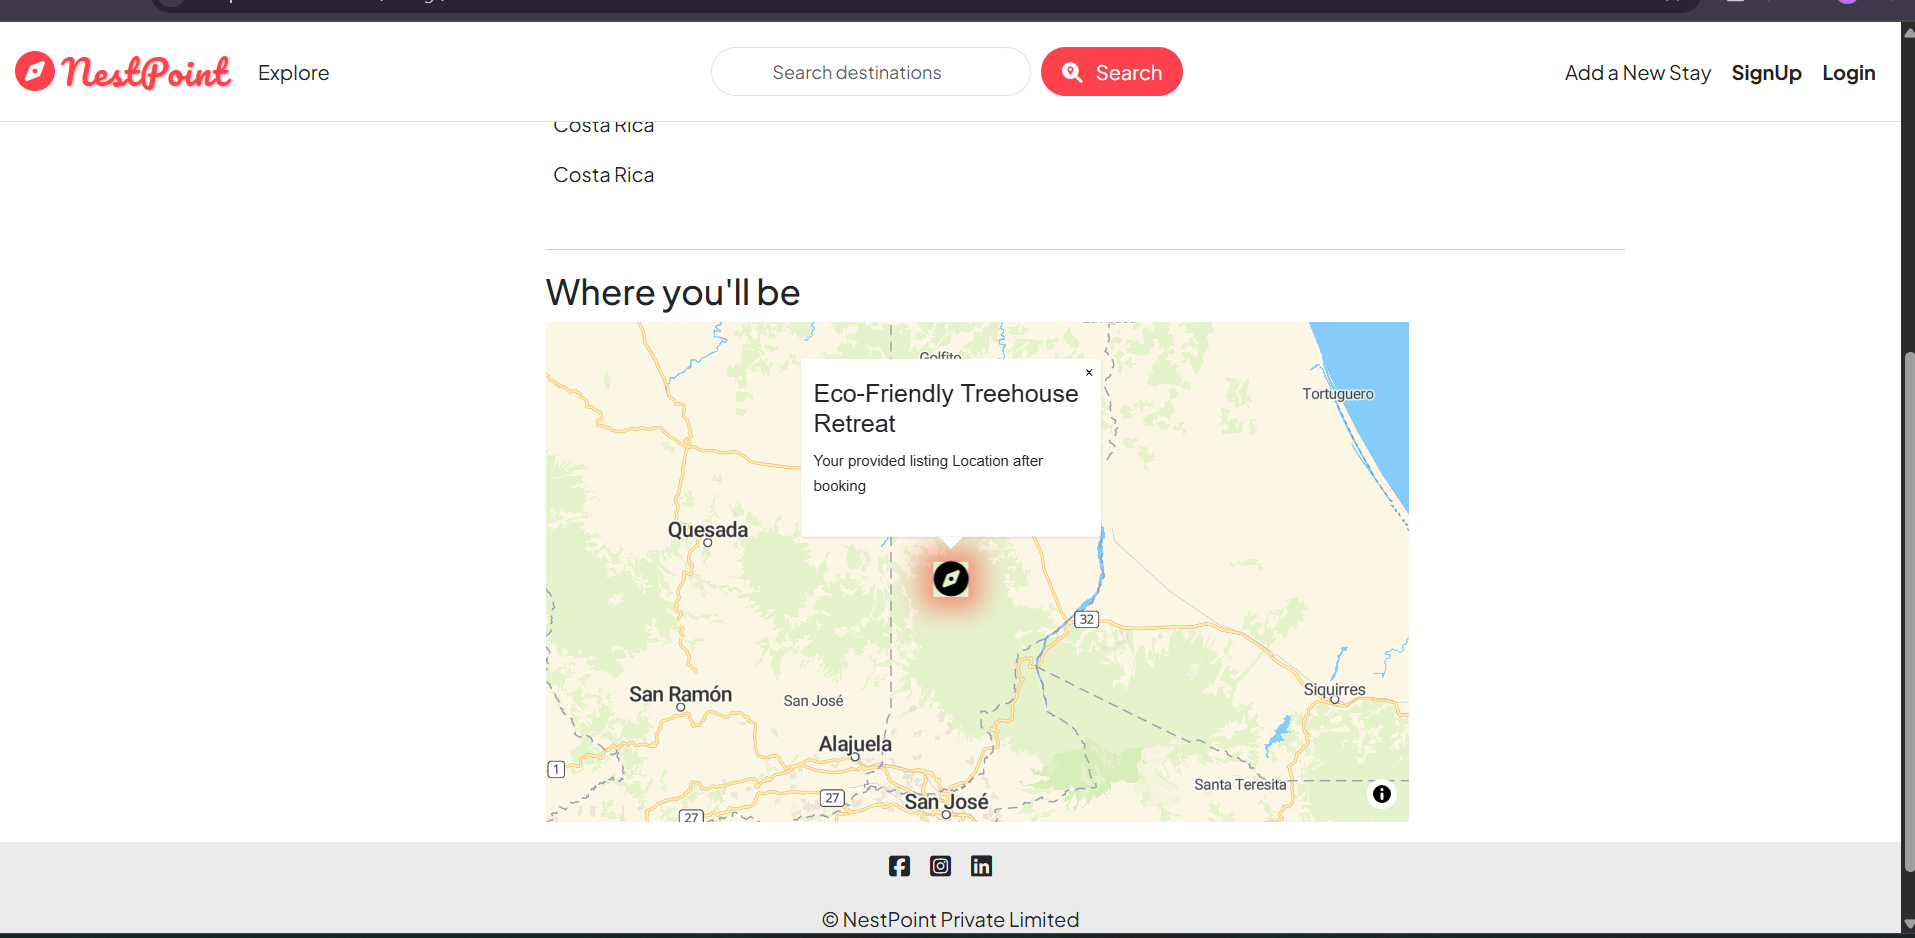 NestPoint
Explore
Search destinations
Search
Add a New Stay
SignUp
Login
Costa Rica
Costa Rica
Where you'll be
Golfito
×
Eco-Friendly Treehouse
Retreat
Your provided listing Location after
booking
Tortuguero
Quesada
32
San Ramón
San José
Siquirres
Alajuela
1
27
San José
Santa Teresita
27
© NestPoint Private Limited